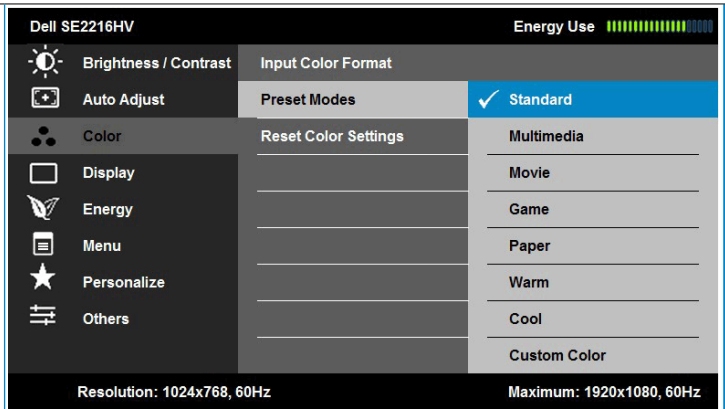 Dell SE2216HV Energy Use
Brightness / Contrast Input Color Format
Auto Adjust Preset Modes Standard
Color Reset Color Settings Multimedia
Display Movie
Energy Game
Menu Paper
Personalize Warm
Others Cool
Custom Color
Resolution: 1024x768, 60Hz Maximum: 1920x1080, 60Hz